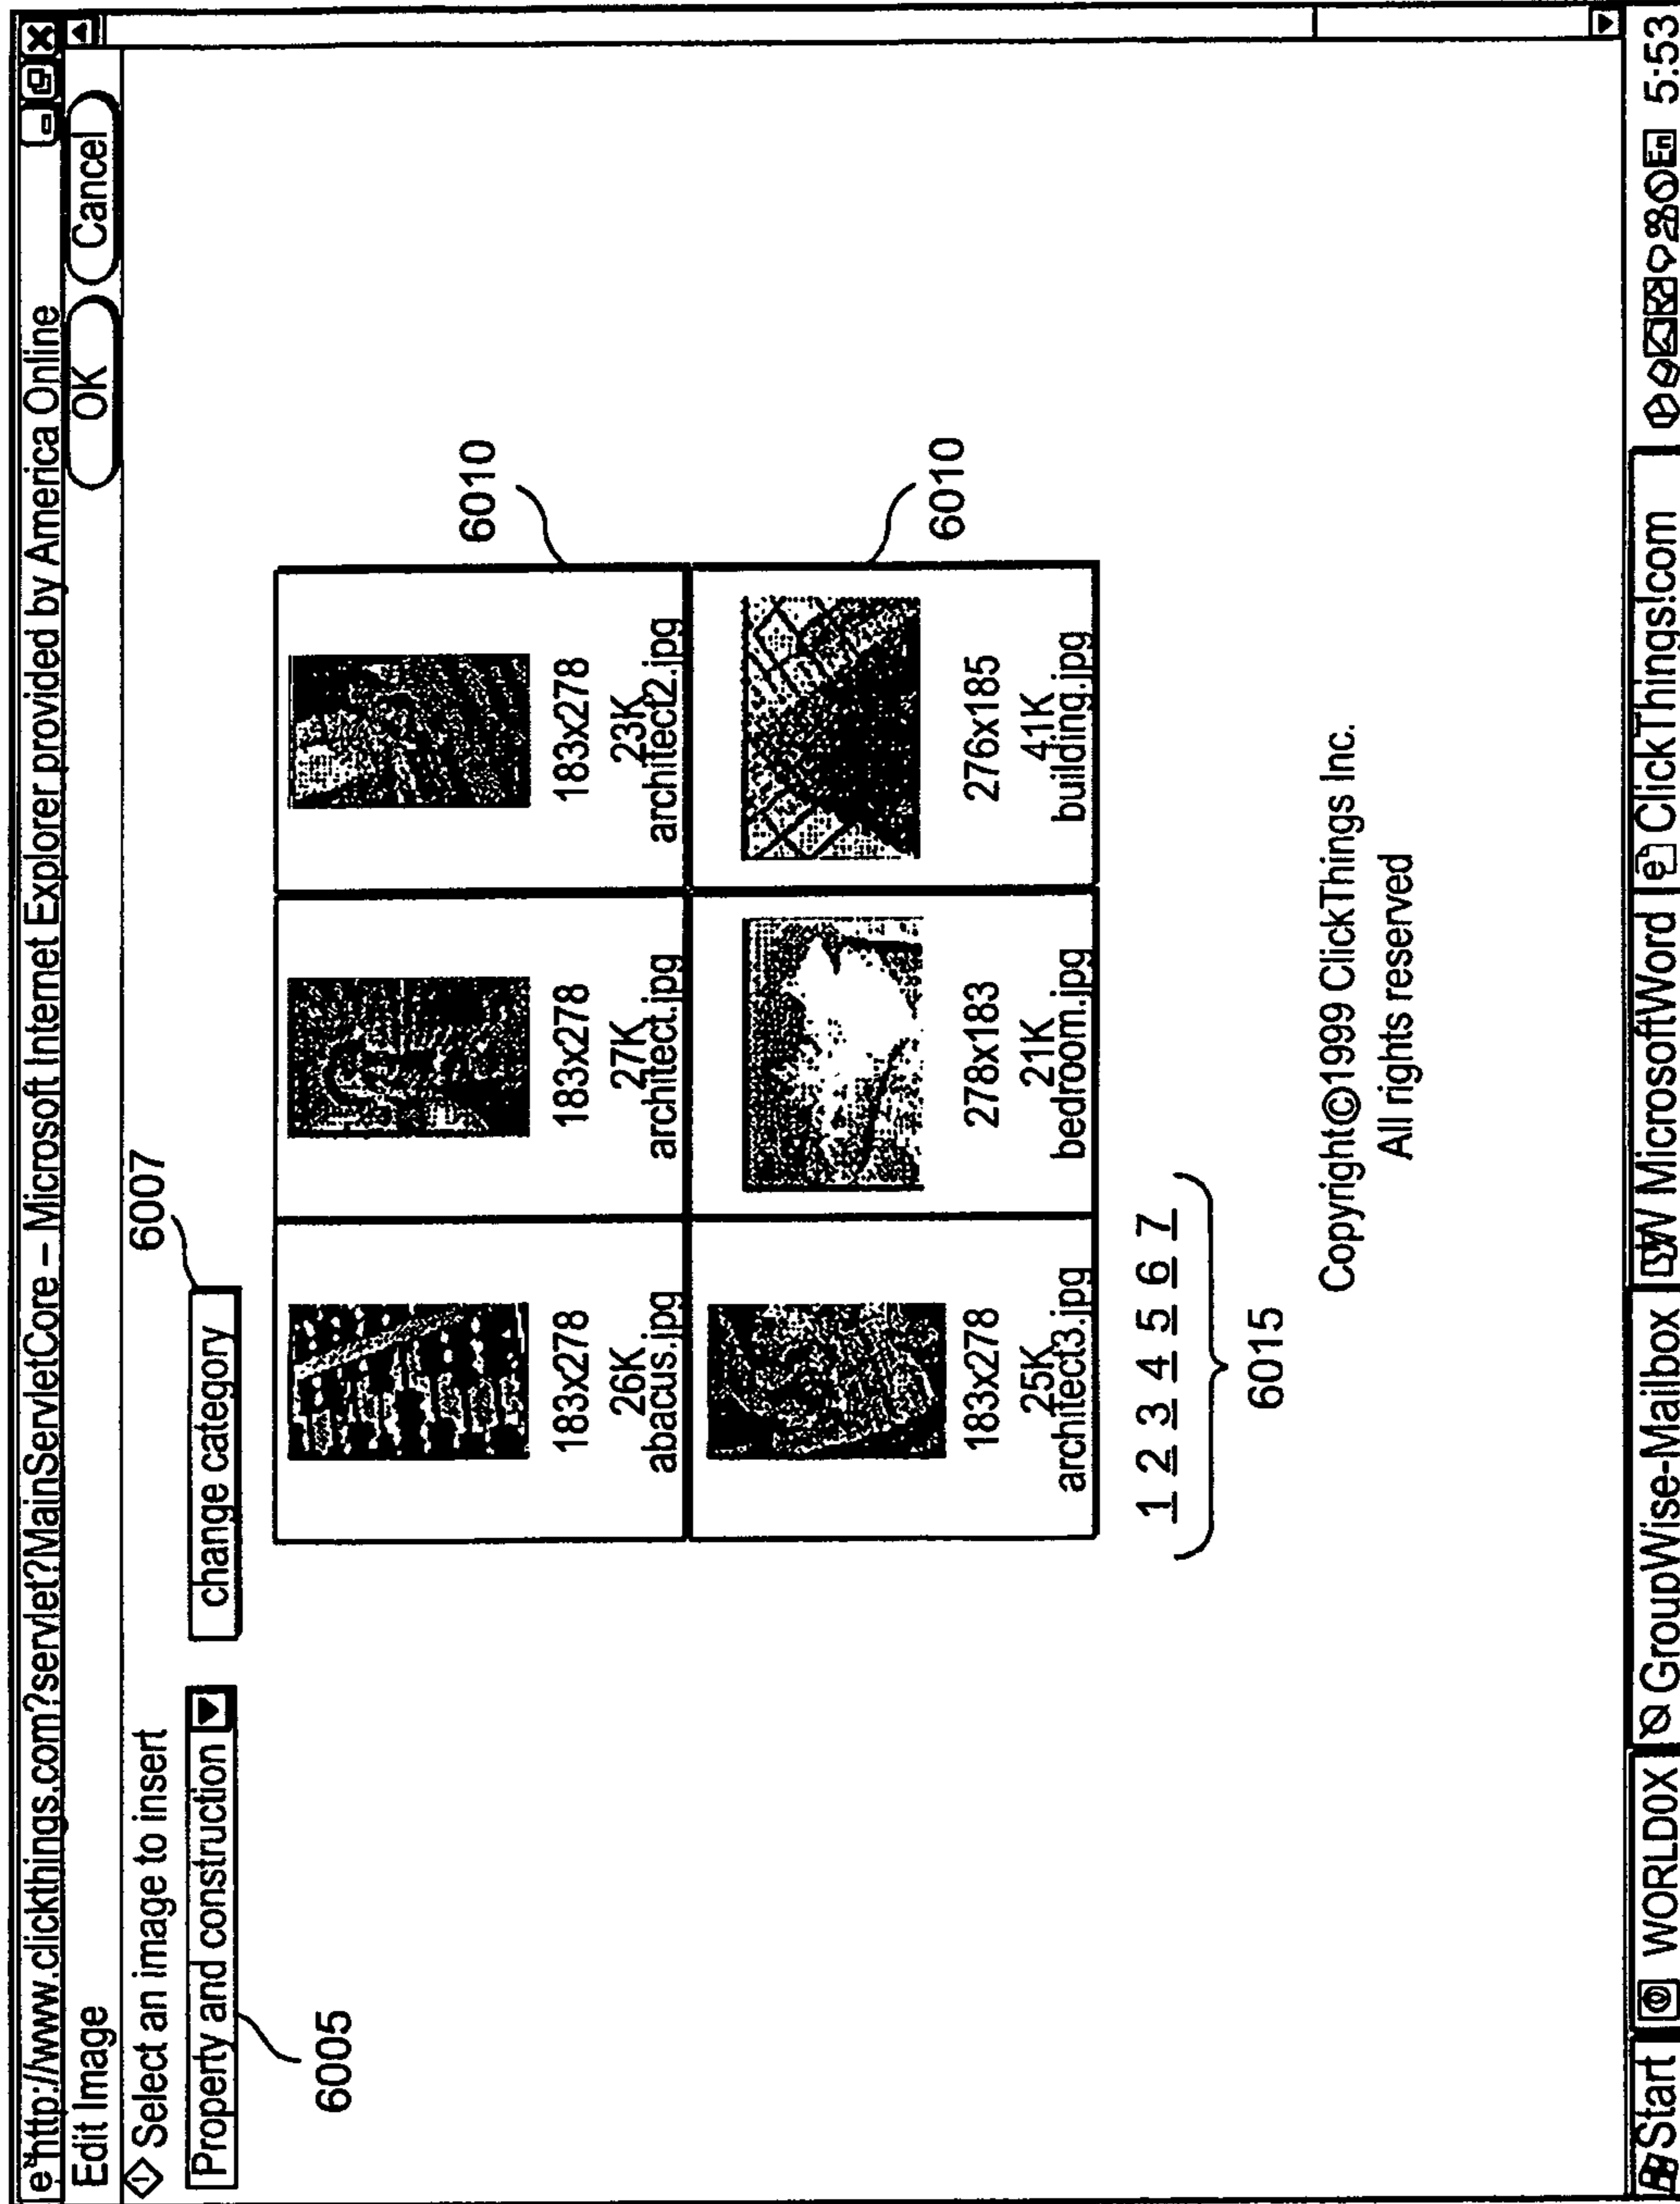 http://www.clickthings.com?servlet?MainServletCore – Microsoft Internet Explorer provided by America Online
Edit Image
OK
Cancel
Select an image to insert
6007
Property and construction
change category
6005
6010
183x278
26K
abacus.jpg
183x278
27K
architect.jpg
183x278
23K
architect2.jpg
6010
183x278
25K
architect3.jpg
278x183
21K
bedroom.jpg
276x185
41K
building.jpg
1 2 3 4 5 6 7
6015
Copyright©1999 ClickThings Inc.
All rights reserved
Start
WORLD0X
GroupWise-Mailbox
W MicrosoftWord
e ClickThings!com
En 5:53